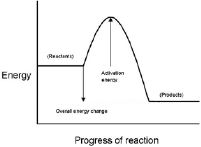 (Reactants)
Activation
energy
Energy
(Products)
Overall energy change
Progress of reaction